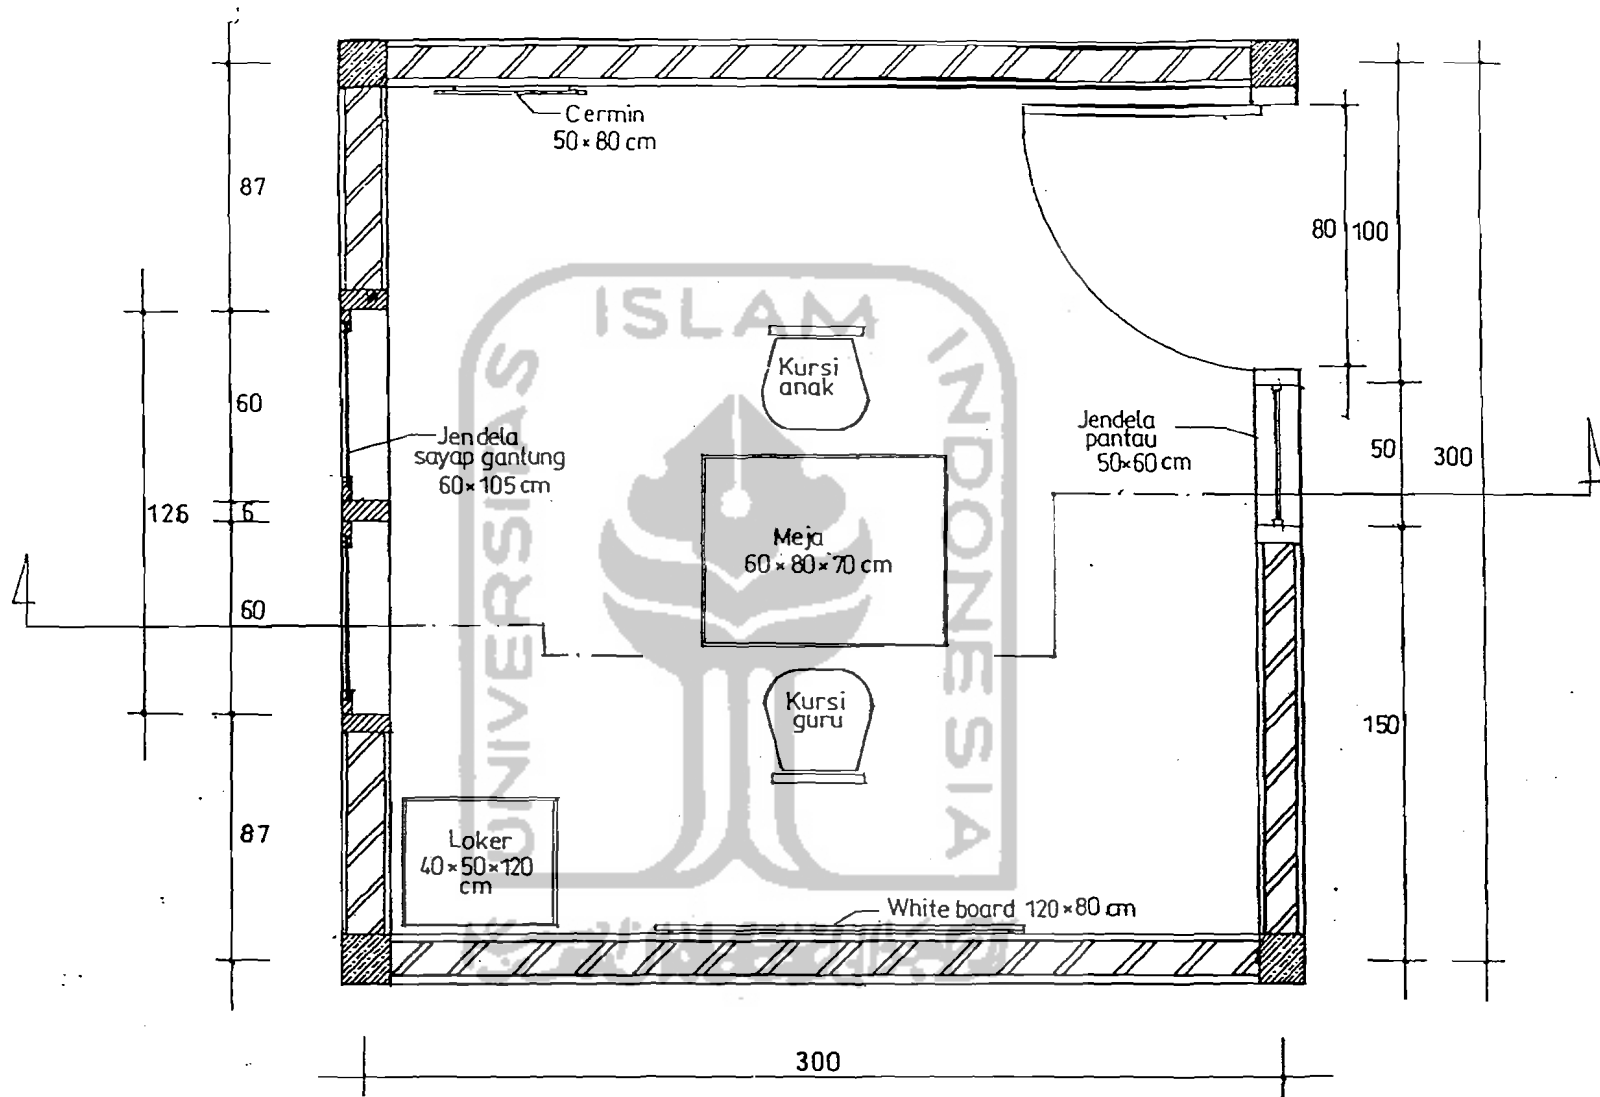 Cermin
50×80 cm
87
80
100
ISLAM
UNIVERSITAS
INDONESIA
Kursi
anak
60
Jendela
sayap gantung
60×105 cm
Jendela
pantau
50×60 cm
50
300
126
6
Meja
60×80×70 cm
60
Kursi
guru
150
87
Loker
40×50×120
cm
White board 120×80 cm
300